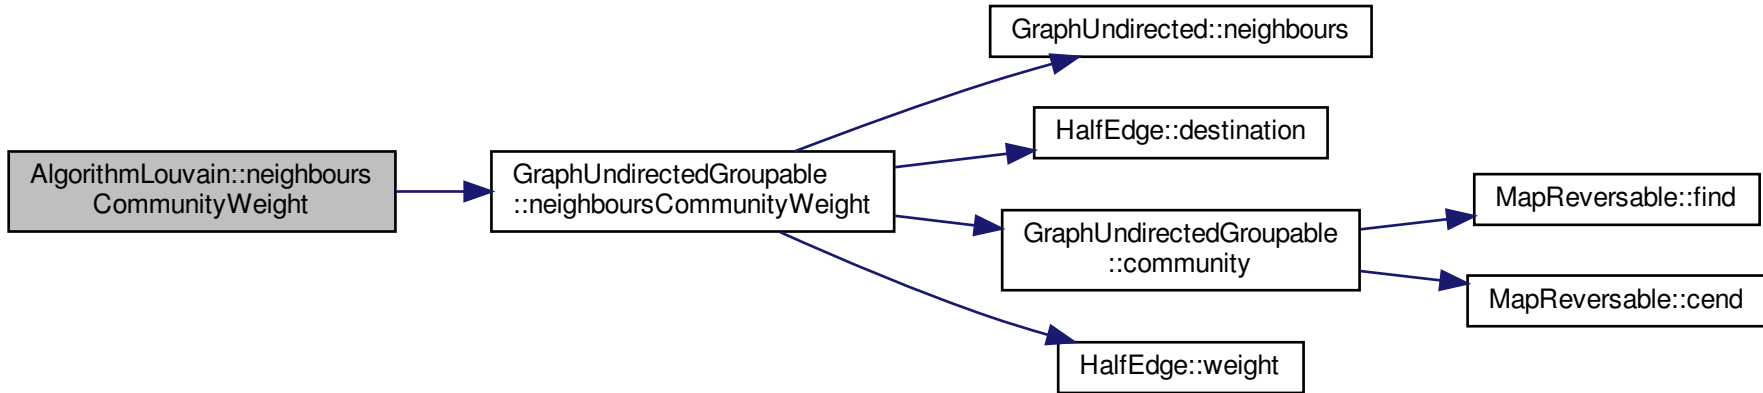 AlgorithmLouvain::neighbours
CommunityWeight
GraphUndirectedGroupable
::neighboursCommunityWeight
GraphUndirected::neighbours
HalfEdge::destination
GraphUndirectedGroupable
::community
HalfEdge::weight
MapReversable::find
MapReversable::cend